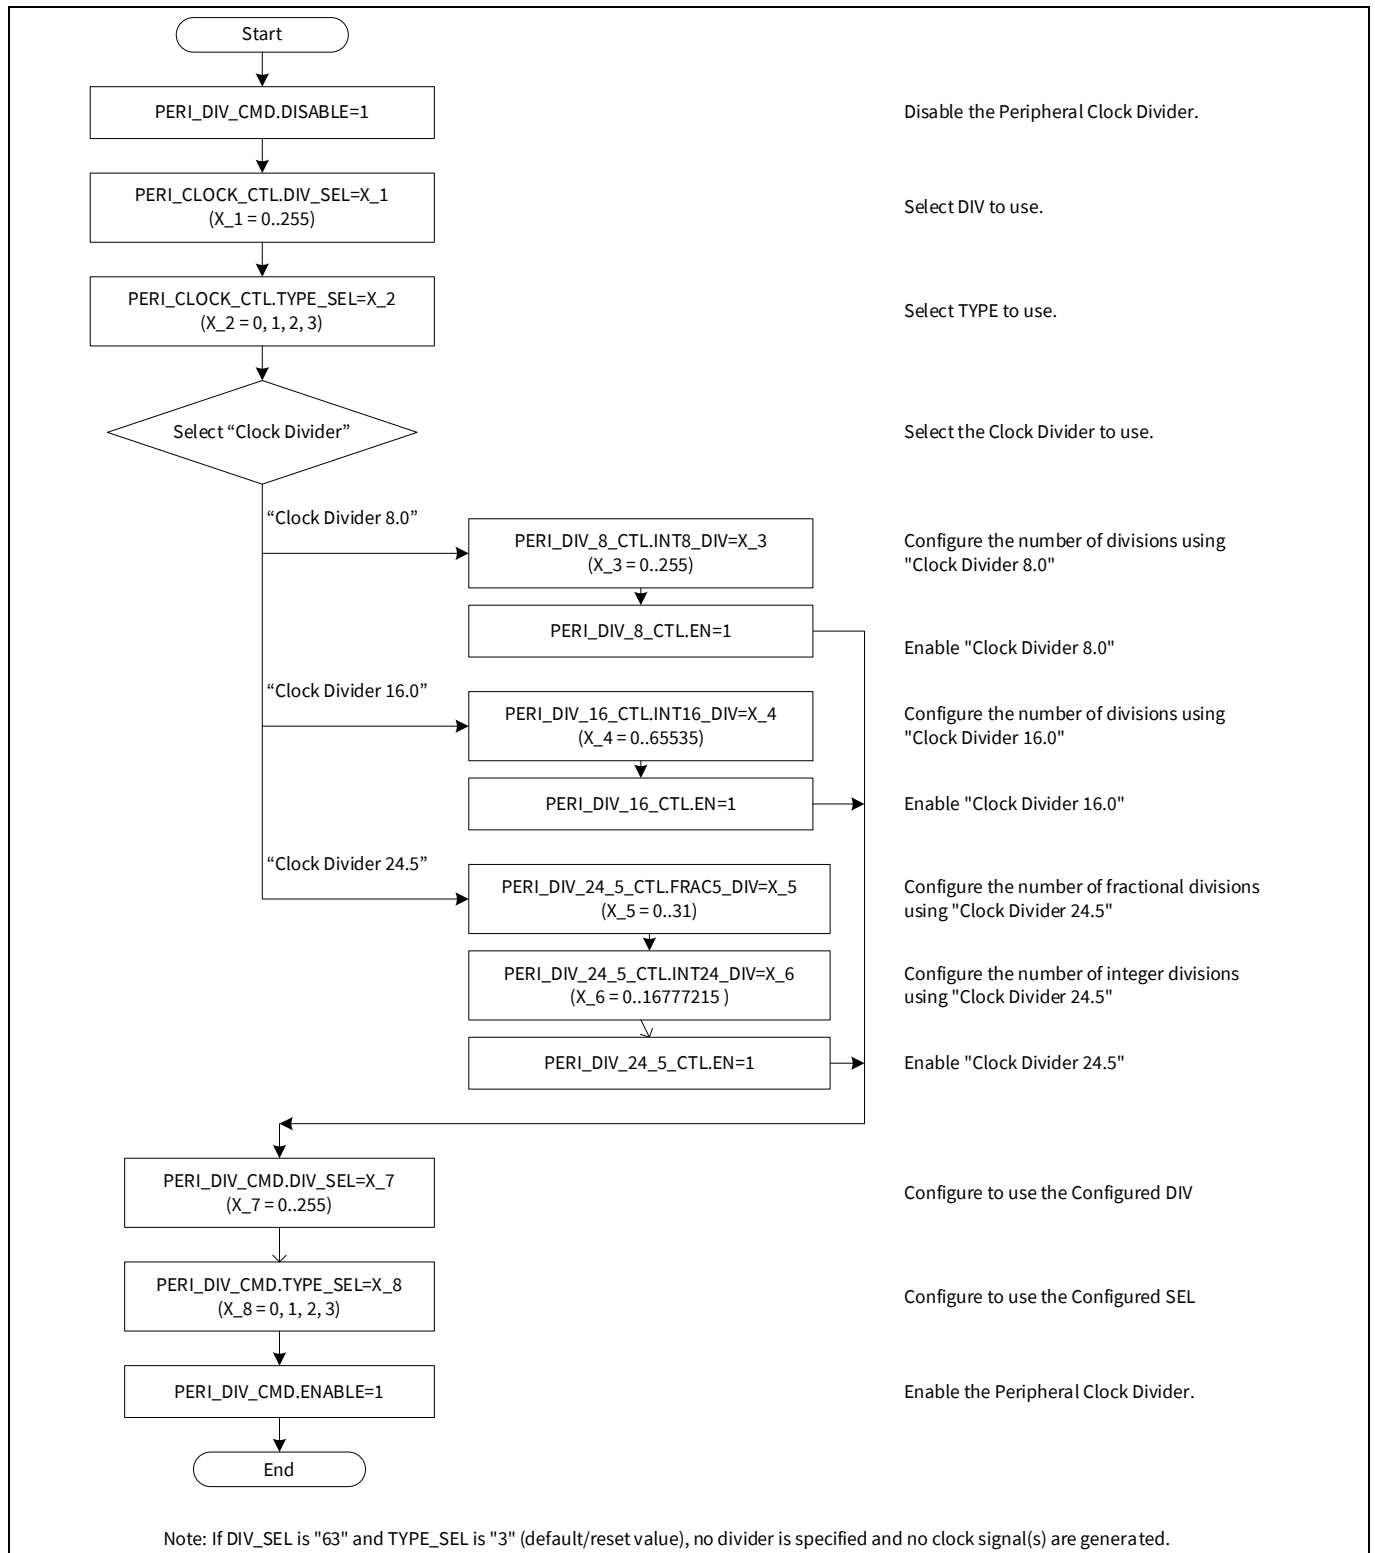 Start
PERI_DIV_CMD.DISABLE=1
Disable the Peripheral Clock Divider.
PERI_CLOCK_CTL.DIV_SEL=X_1
(X_1 = 0..255)
Select DIV to use.
PERI_CLOCK_CTL.TYPE_SEL=X_2
(X_2 = 0, 1, 2, 3)
Select TYPE to use.
Select “Clock Divider”
Select the Clock Divider to use.
“Clock Divider 8.0”
PERI_DIV_8_CTL.INT8_DIV=X_3
(X_3 = 0..255)
Configure the number of divisions using
"Clock Divider 8.0"
PERI_DIV_8_CTL.EN=1
Enable "Clock Divider 8.0"
“Clock Divider 16.0”
PERI_DIV_16_CTL.INT16_DIV=X_4
(X_4 = 0..65535)
Configure the number of divisions using
"Clock Divider 16.0"
PERI_DIV_16_CTL.EN=1
Enable "Clock Divider 16.0"
“Clock Divider 24.5”
PERI_DIV_24_5_CTL.FRAC5_DIV=X_5
(X_5 = 0..31)
Configure the number of fractional divisions
using "Clock Divider 24.5"
PERI_DIV_24_5_CTL.INT24_DIV=X_6
(X_6 = 0..16777215 )
Configure the number of integer divisions
using "Clock Divider 24.5"
PERI_DIV_24_5_CTL.EN=1
Enable "Clock Divider 24.5"
PERI_DIV_CMD.DIV_SEL=X_7
(X_7 = 0..255)
Configure to use the Configured DIV
PERI_DIV_CMD.TYPE_SEL=X_8
(X_8 = 0, 1, 2, 3)
Configure to use the Configured SEL
PERI_DIV_CMD.ENABLE=1
Enable the Peripheral Clock Divider.
End
Note: If DIV_SEL is "63" and TYPE_SEL is "3" (default/reset value), no divider is specified and no clock signal(s) are generated.